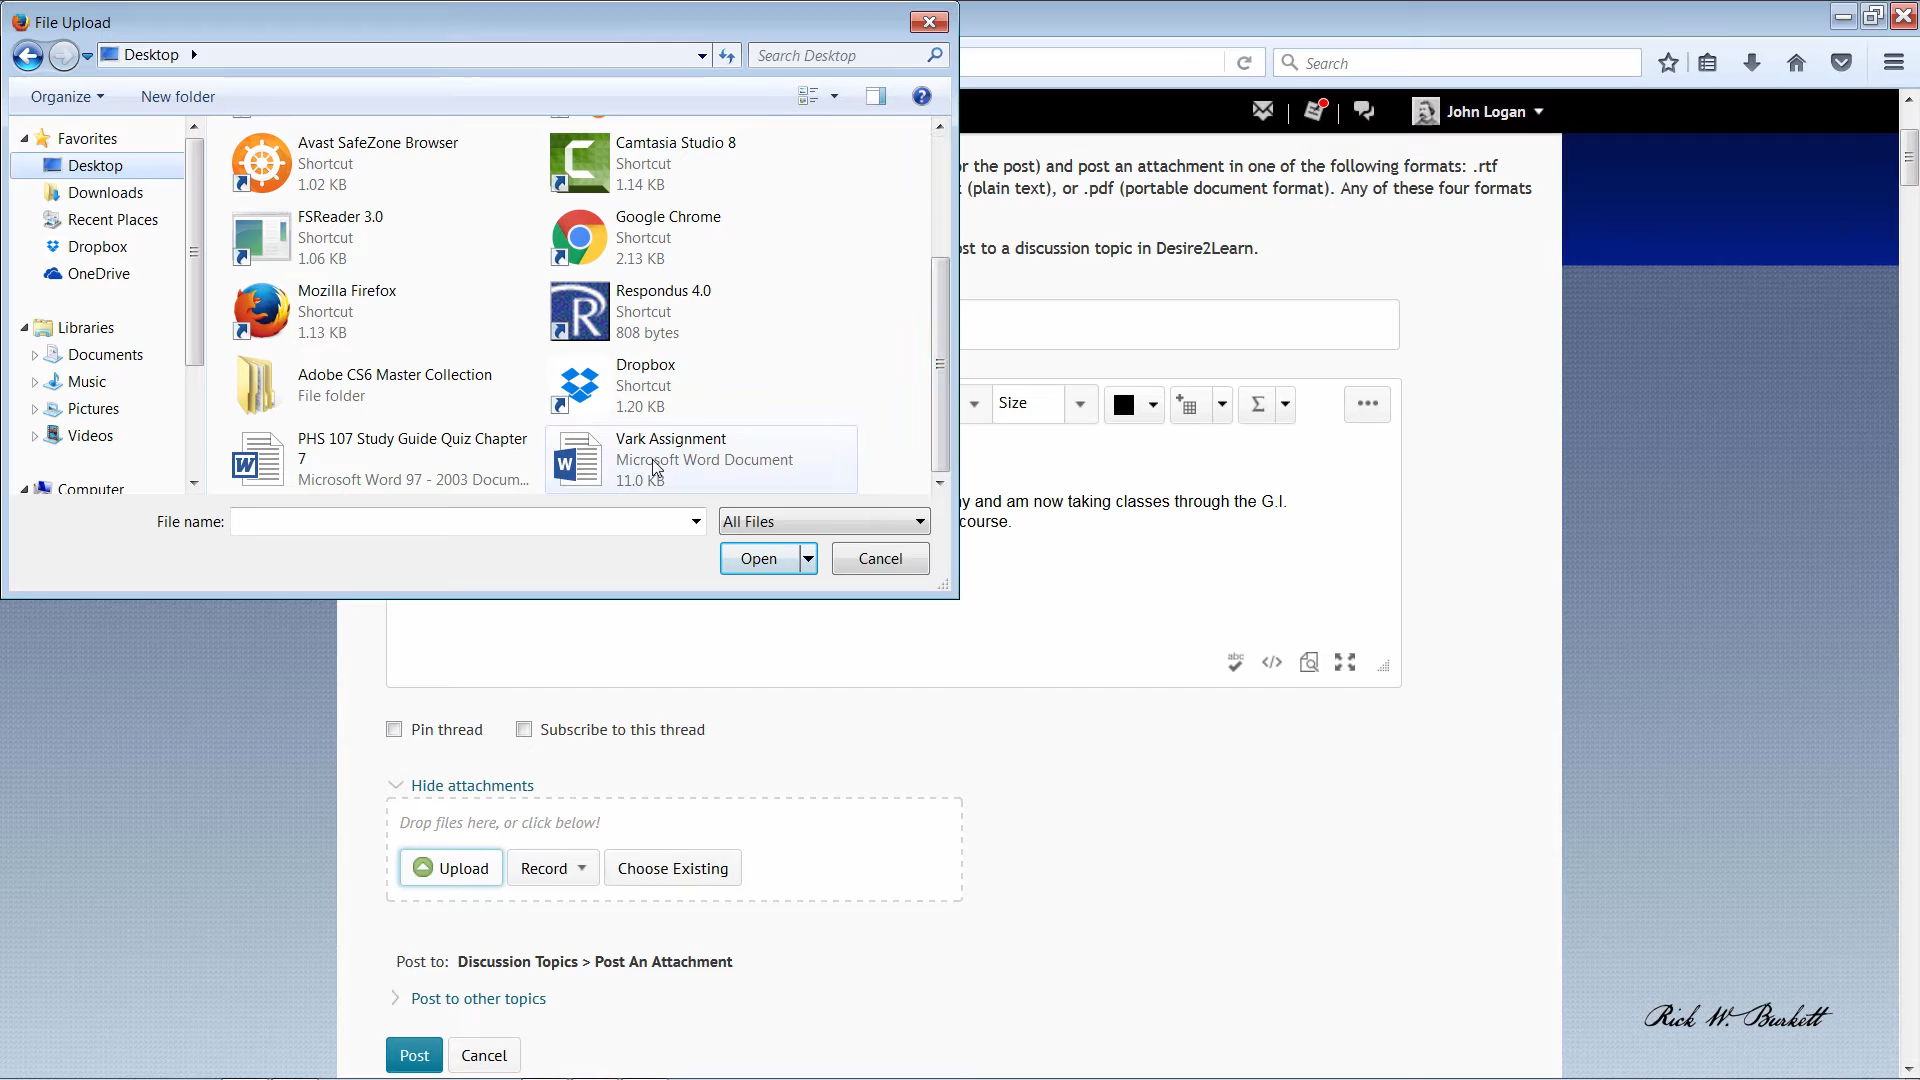 File Upload
Desktop
Search Desktop
Organize
New folder
Favorites
Desktop
Downloads
Recent Places
Dropbox
OneDrive
Libraries
Documents
Music
Pictures
Videos
Computer
Avast SafeZone Browser
Shortcut
1.02 KB
Camtasia Studio 8
Shortcut
1.14 KB
FSReader 3.0
Shortcut
1.06 KB
Google Chrome
Shortcut
2.13 KB
Mozilla Firefox
Shortcut
1.13 KB
Respondus 4.0
Shortcut
808 bytes
Adobe CS6 Master Collection
File folder
Dropbox
Shortcut
1.20 KB
PHS 107 Study Guide Quiz Chapter
7
Microsoft Word 97 - 2003 Docum...
Vark Assignment
Microsoft Word Document
11.0 KB
File name:
All Files
Open
Cancel
Search
John Logan
or the post) and post an attachment in one of the following formats: .rtf
(plain text), or .pdf (portable document format). Any of these four formats
st to a discussion topic in Desire2Learn.
Size
Σ
y and am now taking classes through the G.I.
course.
abc
</>
Pin thread
Subscribe to this thread
Hide attachments
Drop files here, or click below!
Upload
Record
Choose Existing
Post to: Discussion Topics > Post An Attachment
Post to other topics
Post
Cancel
Rick W. Burkett